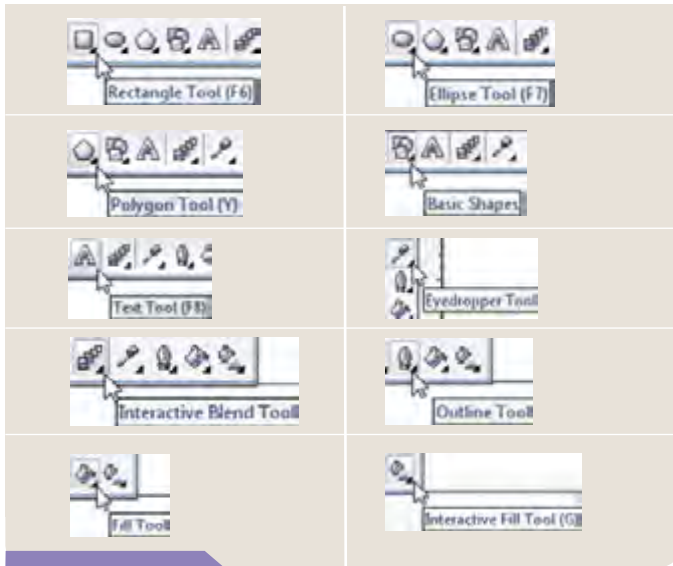 Rectangle Tool (F6)
Ellipse Tool (F7)
Polygon Tool (Y)
Basic Shapes
Text Tool (F8)
Eyedropper Tool
Interactive Blend Tool
Outline Tool
Fill Tool
Interactive Fill Tool (G)